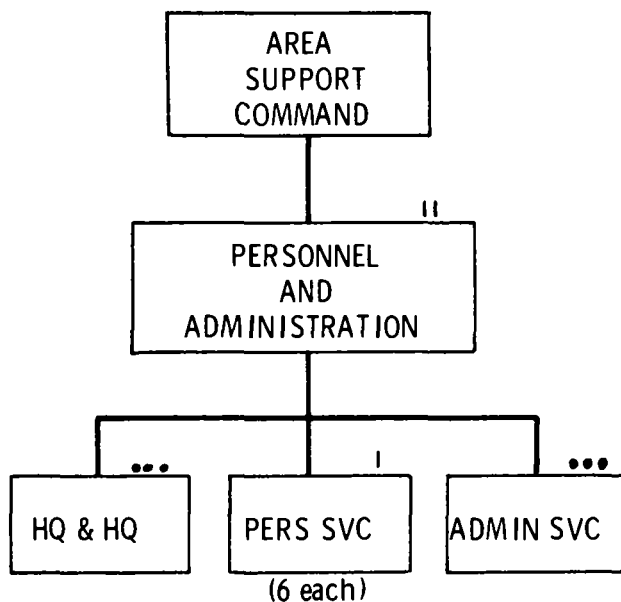 AREA
SUPPORT
COMMAND
II
PERSONNEL
AND
ADMINISTRATION
...
HQ & HQ
I
PERS SVC
(6 each)
...
ADMIN SVC